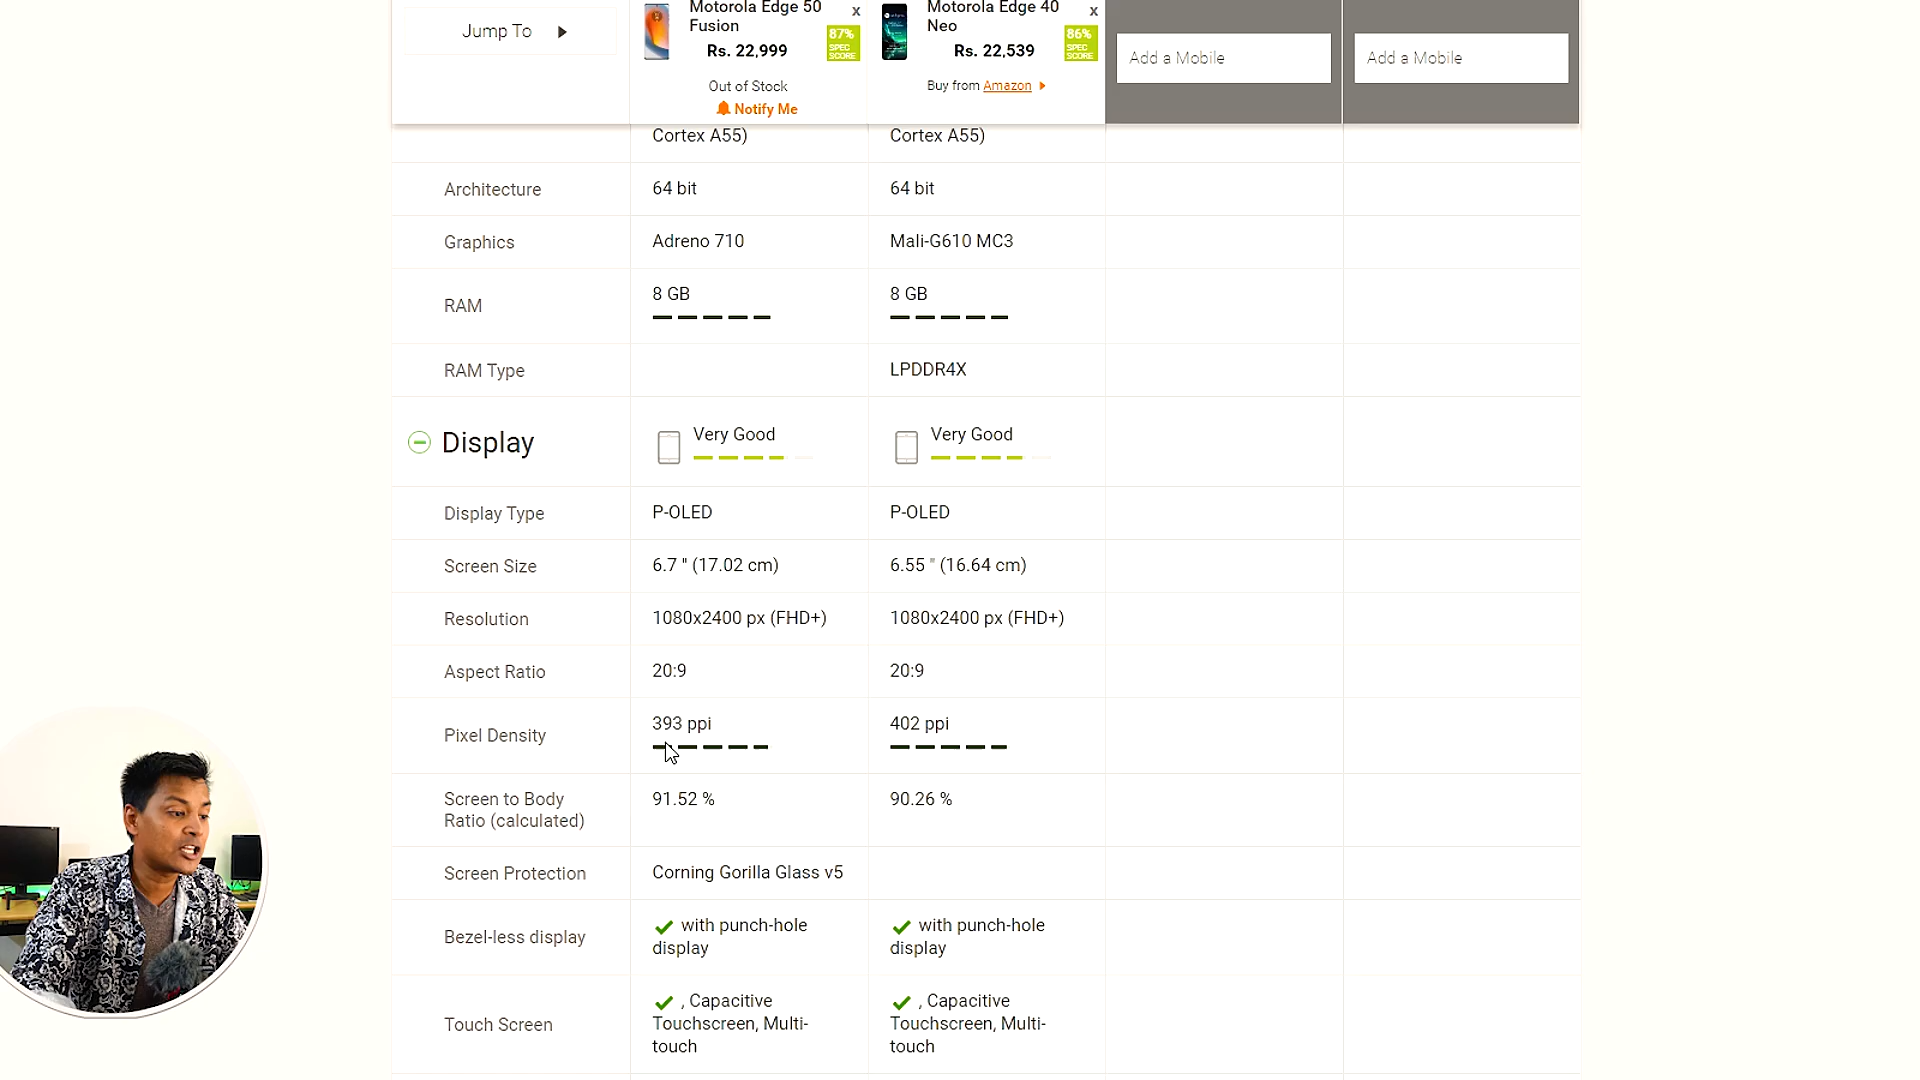 Jump To
Motorola Edge 50
Fusion
x
87%
SPEC
SCORE
Rs. 22,999
Out of Stock
Notify Me
Motorola Edge 40
Neo
x
86%
SPEC
SCORE
Rs. 22,539
Buy from Amazon
Add a Mobile
Add a Mobile
Cortex A55) Cortex A55)
Architecture 64 bit 64 bit
Graphics Adreno 710 Mali-G610 MC3
RAM 8 GB 8 GB
RAM Type LPDDR4X
Display Very Good Very Good
Display Type P-OLED P-OLED
Screen Size 6.7 " (17.02 cm) 6.55 " (16.64 cm)
Resolution 1080x2400 px (FHD+) 1080x2400 px (FHD+)
Aspect Ratio 20:9 20:9
Pixel Density 393 ppi 402 ppi
Screen to Body
Ratio (calculated)
91.52 % 90.26 %
Screen Protection Corning Gorilla Glass v5
Bezel-less display
with punch-hole
display
with punch-hole
display
Touch Screen
, Capacitive
Touchscreen, Multi-
touch
, Capacitive
Touchscreen, Multi-
touch